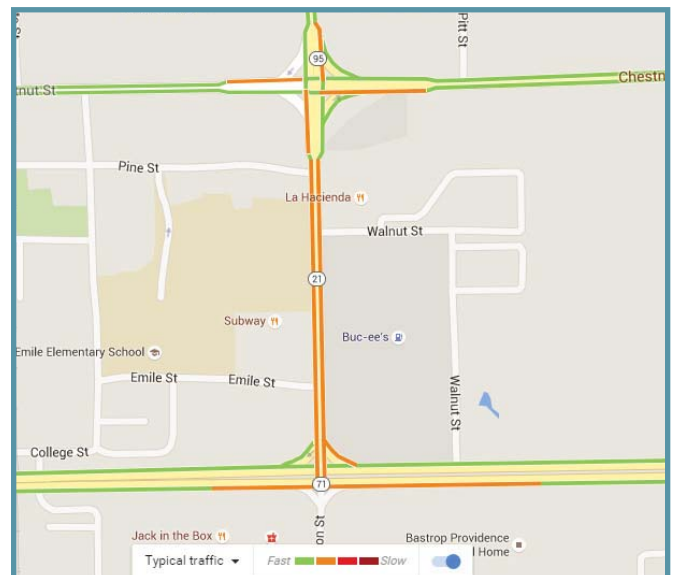 95
Pitt St
nut St
Chestn
Pine St
La Hacienda
Walnut St
21
Subway
Buc-ee's
Emile Elementary School
Emile St
Emile St
Walnut St
College St
71
on St
Jack in the Box
Bastrop Providence
l Home
Typical traffic
Fast
Slow